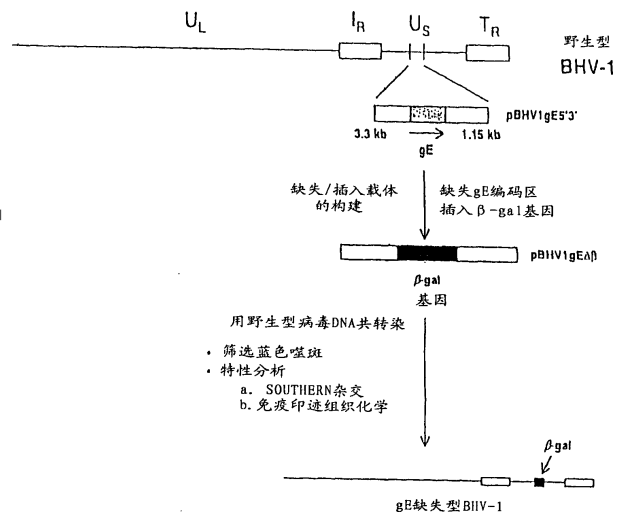 U_L I_R U_S T_R
野生型
BHV-1
pBHV1gE5'3'
3.3 kb 1.15 kb
gE
缺失/插入载体
的构建
缺失gE编码区
插入β-gal基因
pBHV1gEΔβ
β-gal
基因
用野生型病毒DNA共转染
· 筛选蓝色噬斑
· 特性分析
a. SOUTHERN杂交
b. 免疫印迹组织化学
β-gal
gE缺失型BHV-1